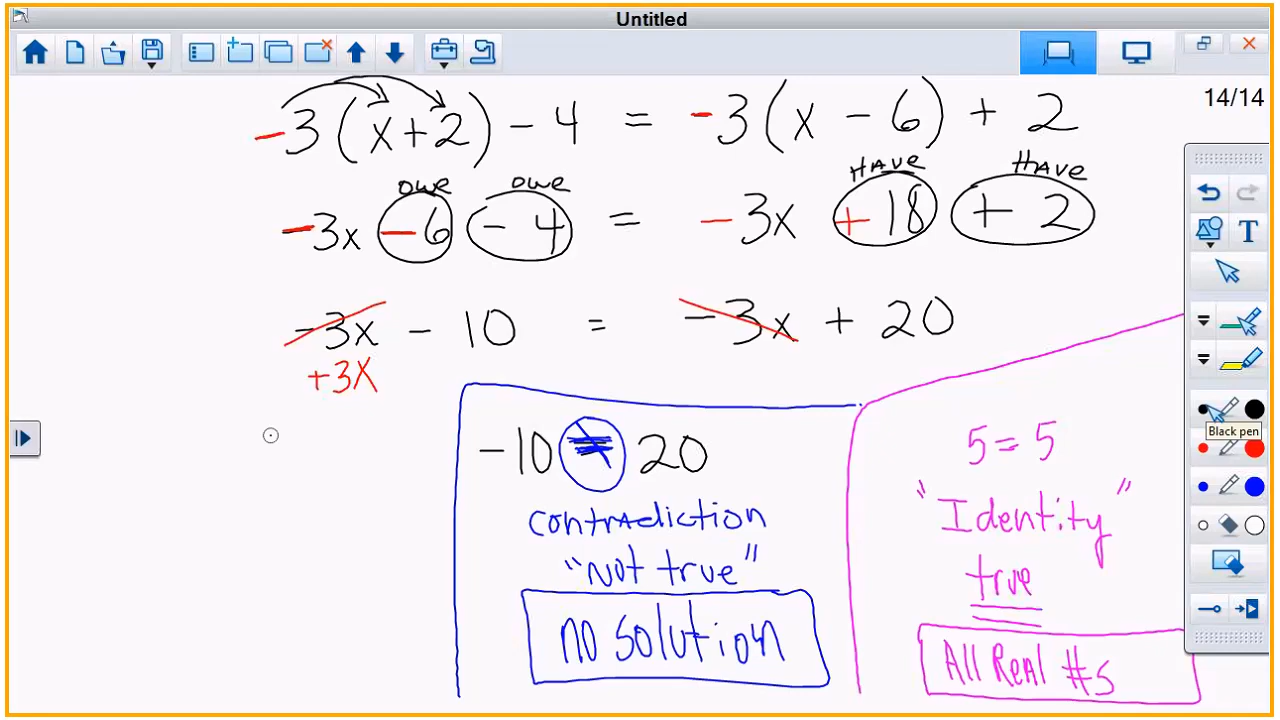 Untitled
14/14
-3(x+2) - 4 = -3(x - 6) + 2
owe owe HAVE HAVE
-3x -6 -4 = -3x +18 +2
-3x - 10 = -3x + 20
+3x
Black pen
-10 = 20
5 = 5
contradiction
"Identity"
"Not true"
true
no solution
All Real #s
T